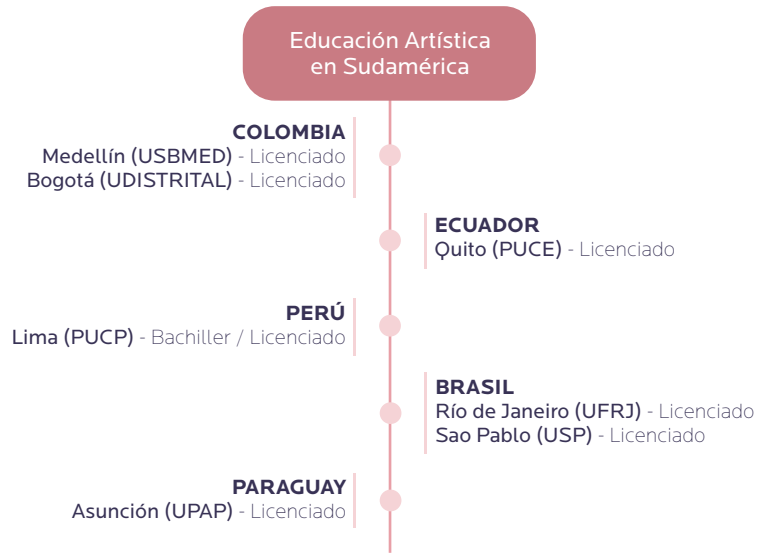 Educación Artística
en Sudamérica
COLOMBIA
Medellín (USBMED) - Licenciado
Bogotá (UDISTRITAL) - Licenciado
ECUADOR
Quito (PUCE) - Licenciado
PERÚ
Lima (PUCP) - Bachiller / Licenciado
BRASIL
Río de Janeiro (UFRJ) - Licenciado
Sao Pablo (USP) - Licenciado
PARAGUAY
Asunción (UPAP) - Licenciado